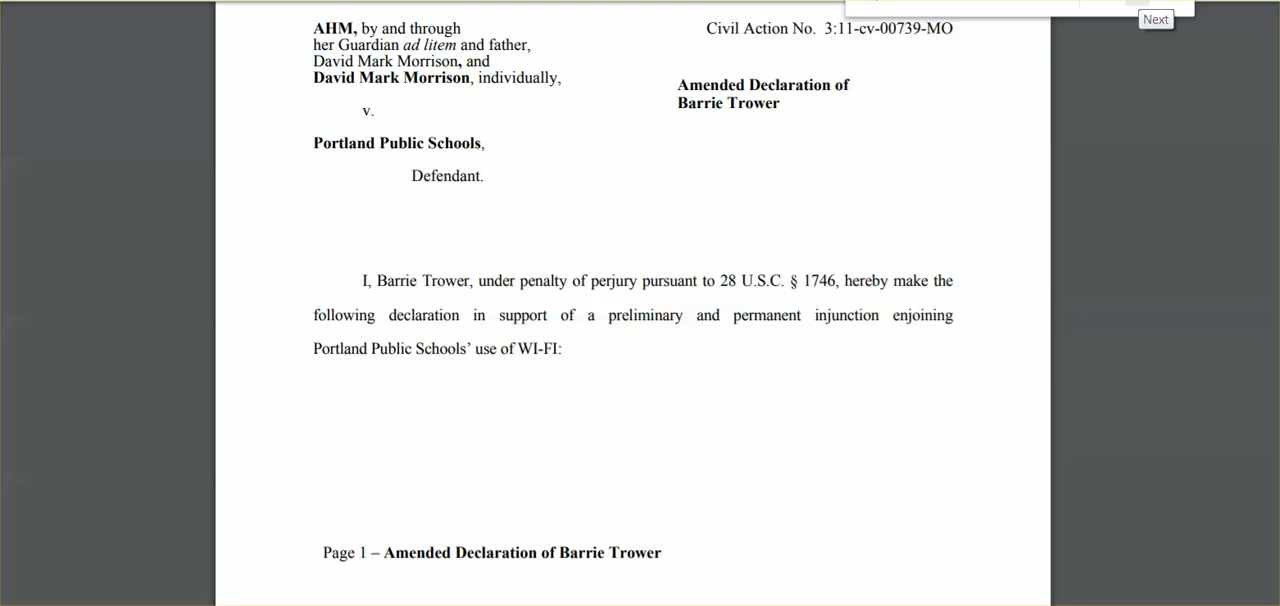 AHM, by and through
her Guardian ad litem and father,
David Mark Morrison, and
David Mark Morrison, individually,
v.
Portland Public Schools,
Defendant.
Civil Action No. 3:11-cv-00739-MO
Amended Declaration of
Barrie Trower
Next
I, Barrie Trower, under penalty of perjury pursuant to 28 U.S.C. § 1746, hereby make the
following declaration in support of a preliminary and permanent injunction enjoining
Portland Public Schools’ use of WI-FI:
Page 1 – Amended Declaration of Barrie Trower